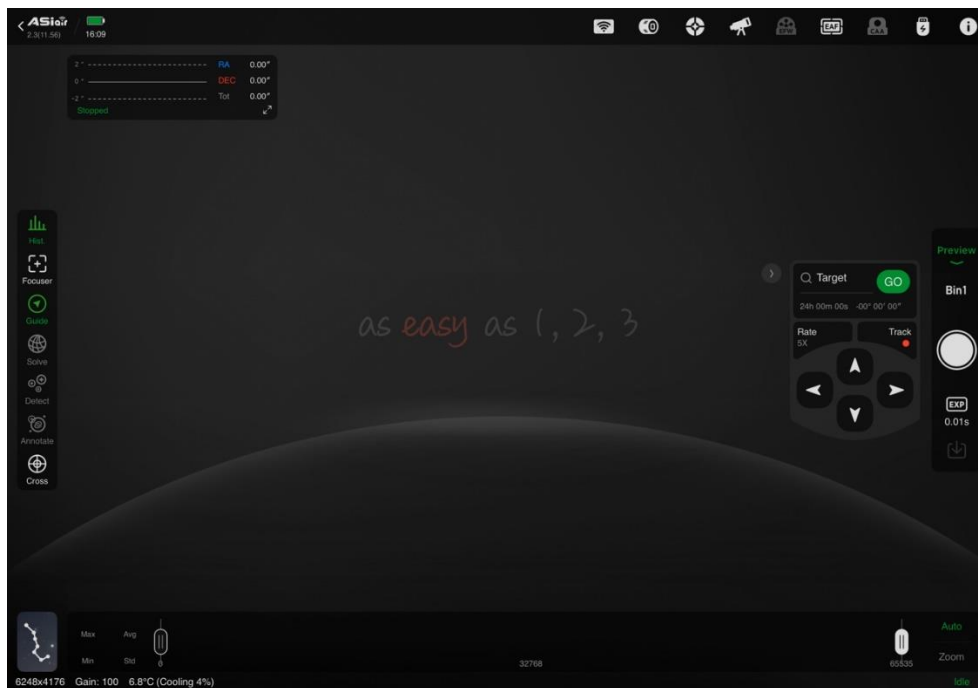 ASiair
2.3(11.56)
16:09
EFW
EAF
CAA
2 "
RA 0.00"
0 "
DEC 0.00"
-2 "
Tot 0.00"
Stopped
Hist
Focuser
Guide
Solve
Detect
Annotate
Cross
as easy as 1, 2, 3
Target
GO
24h 00m 00s -00° 00' 00"
Rate
5X
Track
Preview
Bin1
EXP
0.01s
Max Avg
Min Std
0
32768
65535
Auto
Zoom
6248x4176 Gain: 100 6.8°C (Cooling 4%)
Idle